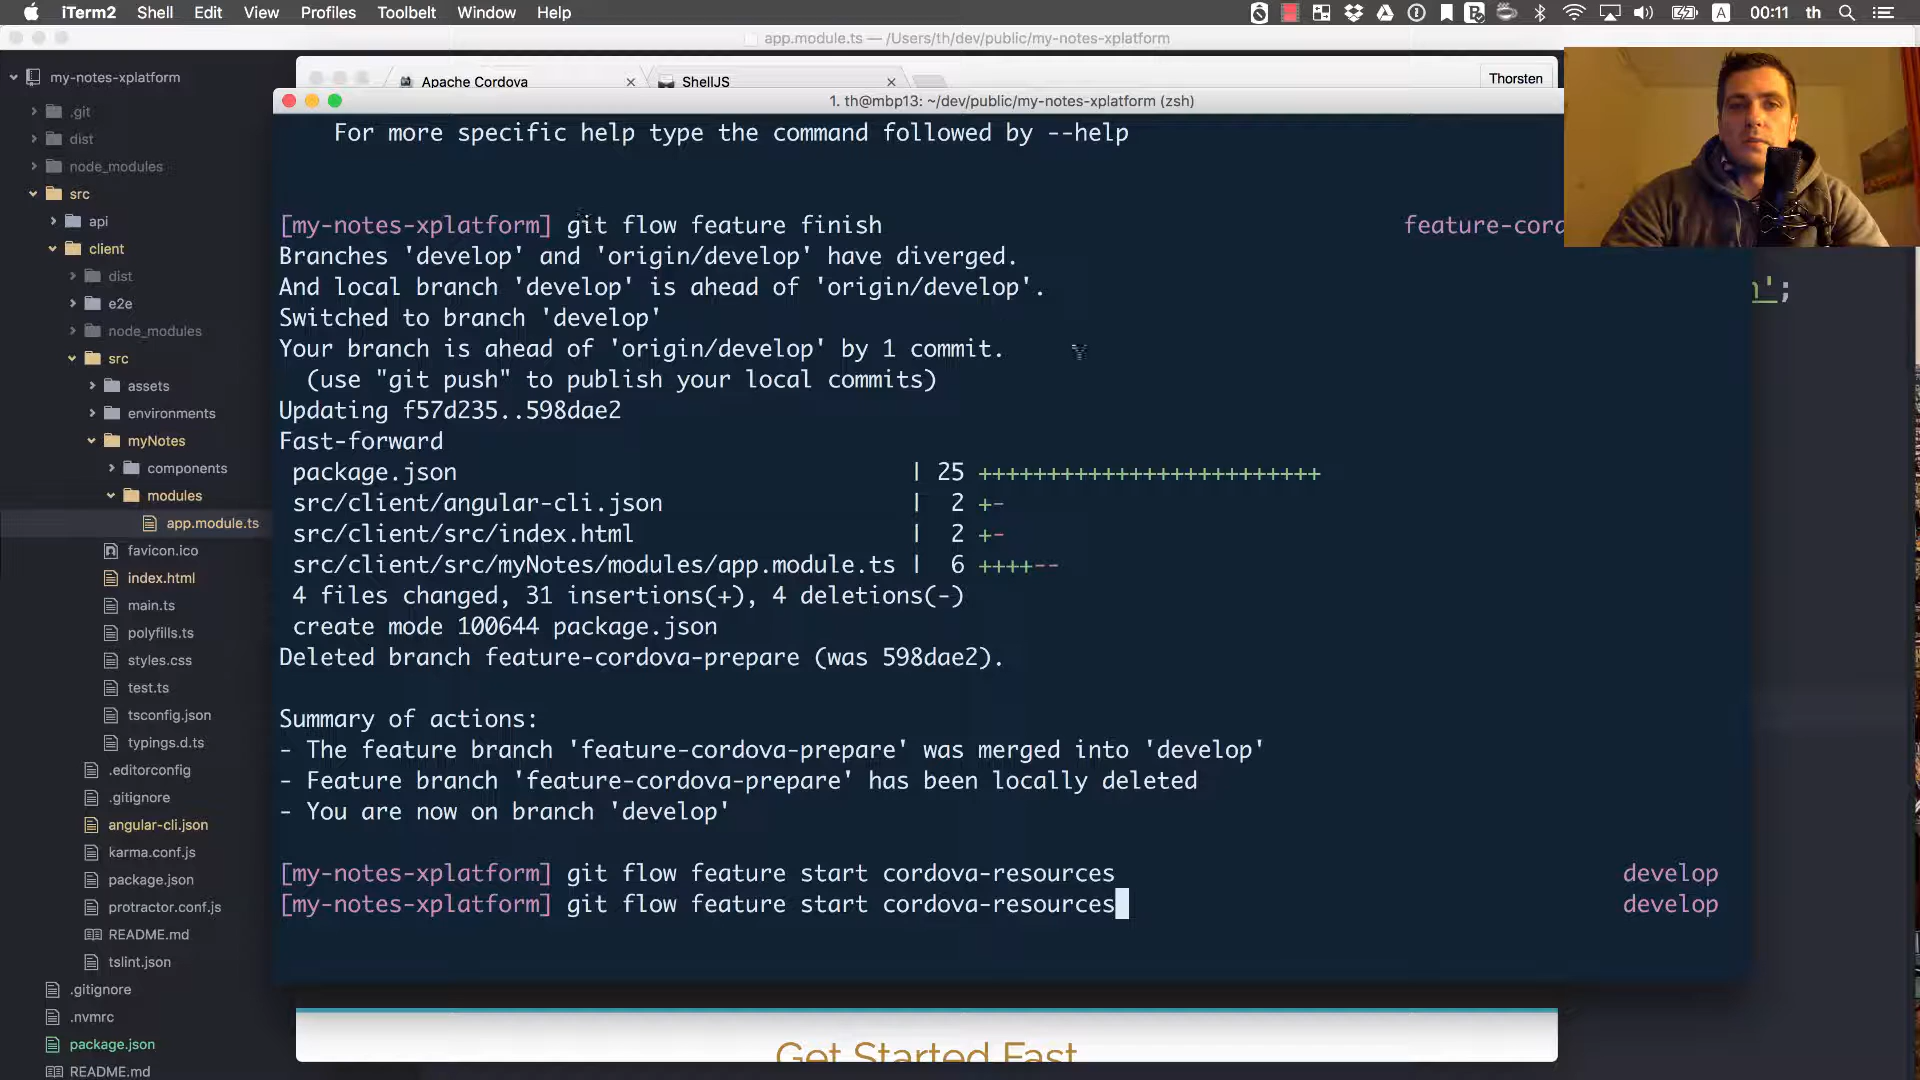 iTerm2 Shell Edit View Profiles Toolbelt Window Help 00:11 th
app.module.ts — /Users/th/dev/public/my-notes-xplatform
my-notes-xplatform
.git
dist
node_modules
src
api
client
dist
e2e
node_modules
src
assets
environments
myNotes
components
modules
app.module.ts
favicon.ico
index.html
main.ts
polyfills.ts
styles.css
test.ts
tsconfig.json
typings.d.ts
.editorconfig
.gitignore
angular-cli.json
karma.conf.js
package.json
protractor.conf.js
README.md
tslint.json
.gitignore
.nvmrc
package.json
README.md
Apache Cordova
ShellJS
Thorsten
1. th@mbp13: ~/dev/public/my-notes-xplatform (zsh)
For more specific help type the command followed by --help
[my-notes-xplatform] git flow feature finish feature-cord
Branches 'develop' and 'origin/develop' have diverged.
And local branch 'develop' is ahead of 'origin/develop'.
Switched to branch 'develop'
Your branch is ahead of 'origin/develop' by 1 commit.
(use "git push" to publish your local commits)
Updating f57d235..598dae2
Fast-forward
package.json | 25 +++++++++++++++++++++++++
src/client/angular-cli.json | 2 +-
src/client/src/index.html | 2 +-
src/client/src/myNotes/modules/app.module.ts | 6 ++++--
4 files changed, 31 insertions(+), 4 deletions(-)
create mode 100644 package.json
Deleted branch feature-cordova-prepare (was 598dae2).
Summary of actions:
- The feature branch 'feature-cordova-prepare' was merged into 'develop'
- Feature branch 'feature-cordova-prepare' has been locally deleted
- You are now on branch 'develop'
[my-notes-xplatform] git flow feature start cordova-resources develop
[my-notes-xplatform] git flow feature start cordova-resources develop
Get Started Fast